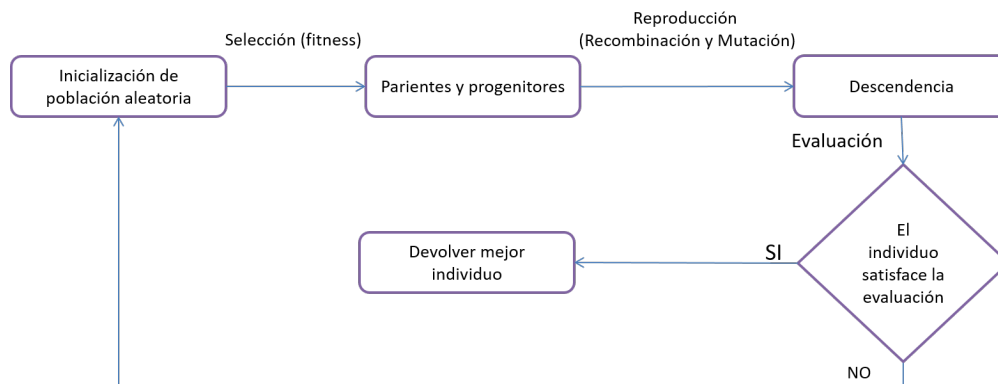 Reproducción
(Recombinación y Mutación)
Selección (fitness)
Inicialización de
población aleatoria
Parientes y progenitores
Descendencia
Evaluación
El
individuo
satisface la
evaluación
SI
Devolver mejor
individuo
NO